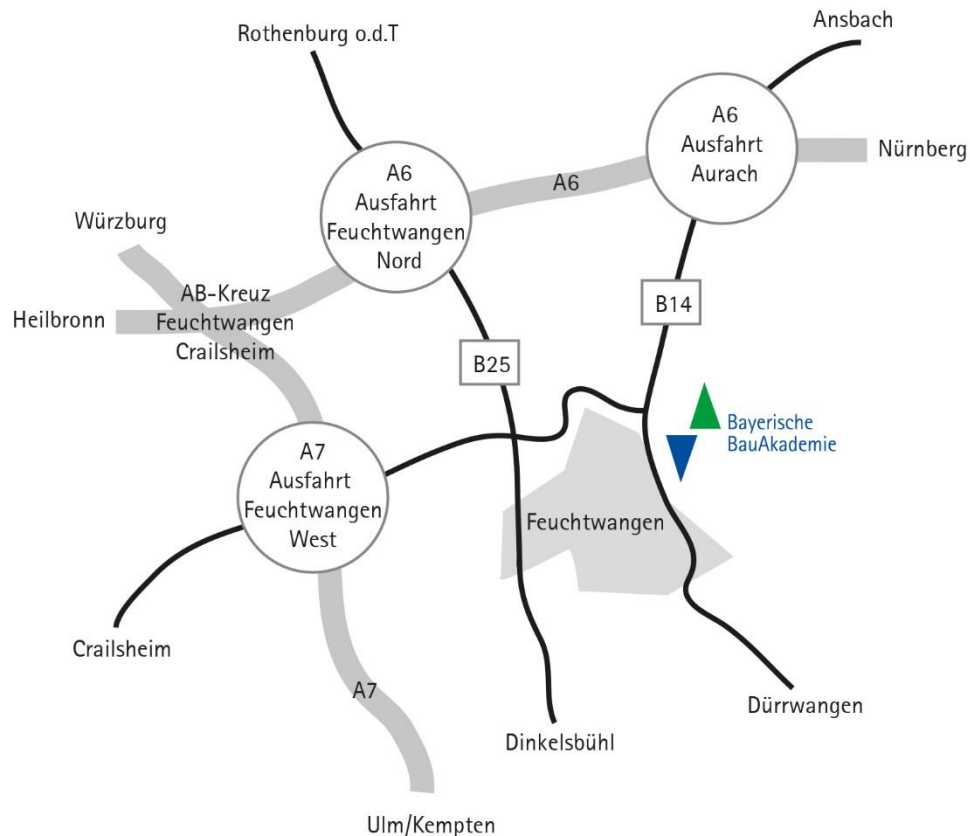 Ansbach
Rothenburg o.d.T
A6
Ausfahrt
Aurach
Nürnberg
A6
Ausfahrt
Feuchtwangen
Nord
A6
Würzburg
AB-Kreuz
Feuchtwangen
Crailsheim
Heilbronn
B14
B25
Bayerische
BauAkademie
A7
Ausfahrt
Feuchtwangen
West
Feuchtwangen
Crailsheim
A7
Dürrwangen
Dinkelsbühl
Ulm/Kempten